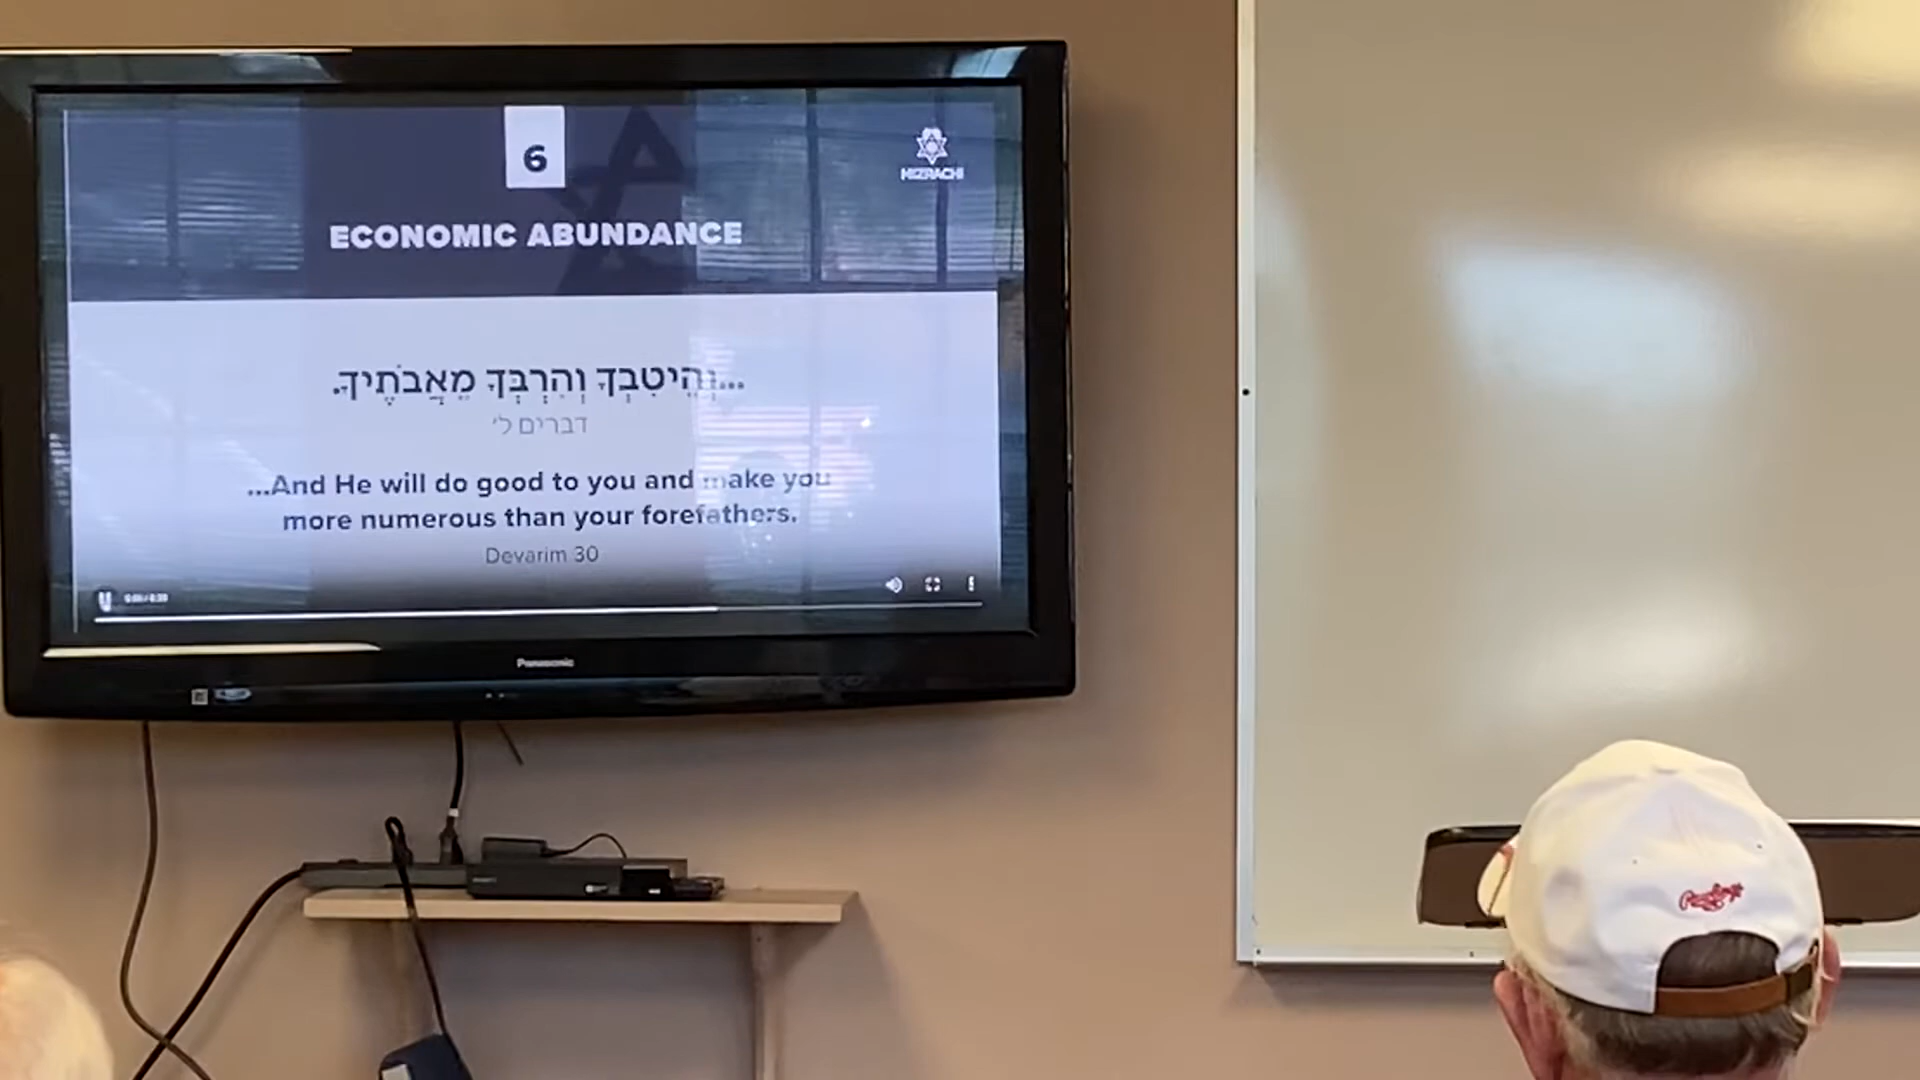 6
MIZRACHI
ECONOMIC ABUNDANCE
...וְהֵיטִבְךָ וְהִרְבְּךָ מֵאֲבֹתֶיךָ.
דברים ל׳
...And He will do good to you and make you
more numerous than your forefathers.
Devarim 30
Panasonic
Rawlings